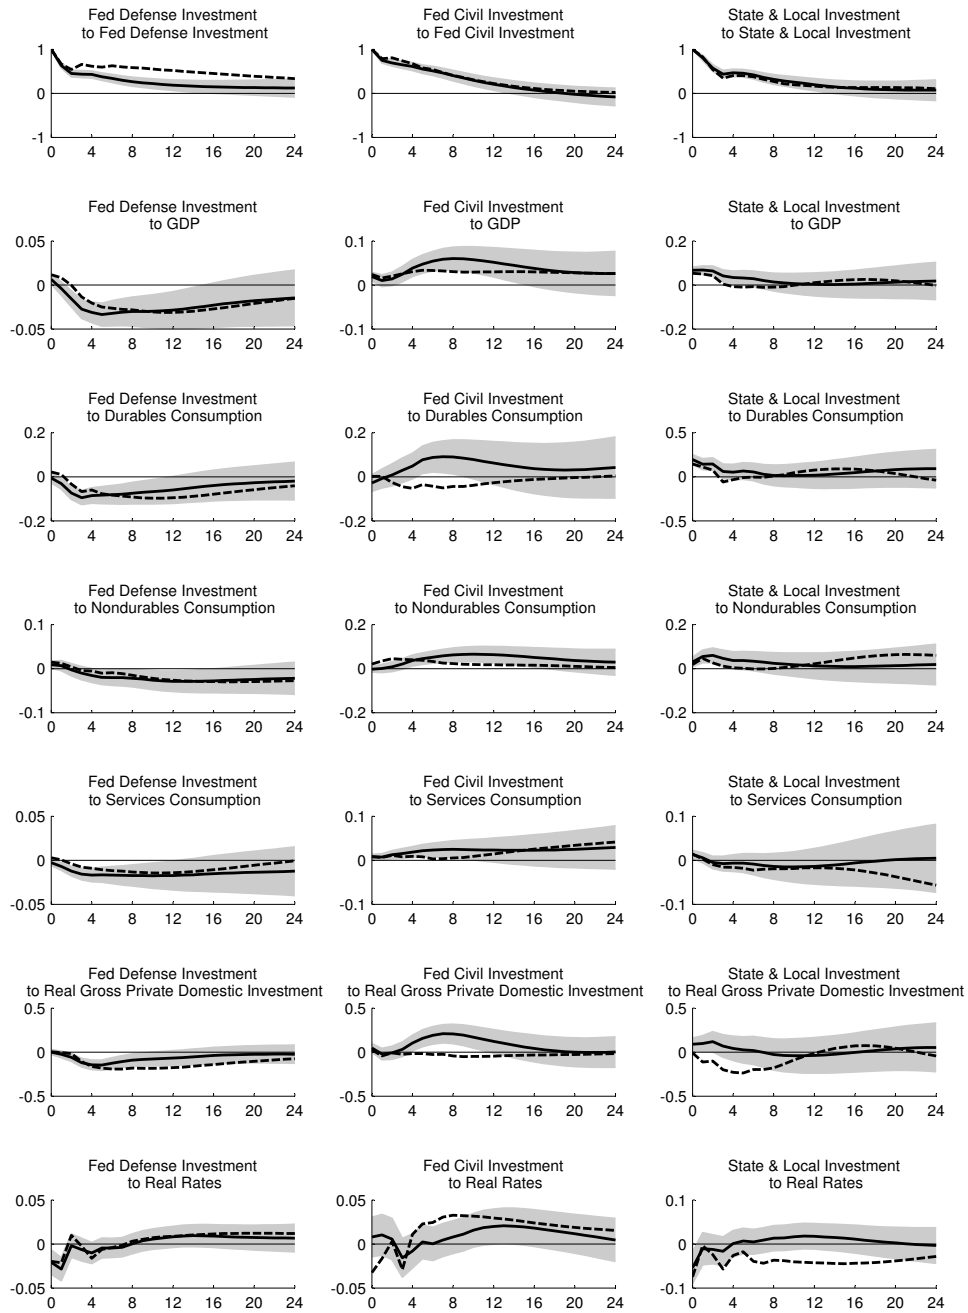 Fed Defense Investment
to Fed Defense Investment
Fed Civil Investment
to Fed Civil Investment
State & Local Investment
to State & Local Investment
1
0
-1
0 4 8 12 16 20 24
1
0
-1
0 4 8 12 16 20 24
1
0
-1
0 4 8 12 16 20 24
Fed Defense Investment
to GDP
Fed Civil Investment
to GDP
State & Local Investment
to GDP
0.05
0
-0.05
0 4 8 12 16 20 24
0.1
0
-0.1
0 4 8 12 16 20 24
0.2
0
-0.2
0 4 8 12 16 20 24
Fed Defense Investment
to Durables Consumption
Fed Civil Investment
to Durables Consumption
State & Local Investment
to Durables Consumption
0.2
0
-0.2
0 4 8 12 16 20 24
0.2
0
-0.2
0 4 8 12 16 20 24
0.5
0
-0.5
0 4 8 12 16 20 24
Fed Defense Investment
to Nondurables Consumption
Fed Civil Investment
to Nondurables Consumption
State & Local Investment
to Nondurables Consumption
0.1
0
-0.1
0 4 8 12 16 20 24
0.2
0
-0.2
0 4 8 12 16 20 24
0.2
0
-0.2
0 4 8 12 16 20 24
Fed Defense Investment
to Services Consumption
Fed Civil Investment
to Services Consumption
State & Local Investment
to Services Consumption
0.05
0
-0.05
0 4 8 12 16 20 24
0.1
0
-0.1
0 4 8 12 16 20 24
0.1
0
-0.1
0 4 8 12 16 20 24
Fed Defense Investment
to Real Gross Private Domestic Investment
Fed Civil Investment
to Real Gross Private Domestic Investment
State & Local Investment
to Real Gross Private Domestic Investment
0.5
0
-0.5
0 4 8 12 16 20 24
0.5
0
-0.5
0 4 8 12 16 20 24
0.5
0
-0.5
0 4 8 12 16 20 24
Fed Defense Investment
to Real Rates
Fed Civil Investment
to Real Rates
State & Local Investment
to Real Rates
0.05
0
-0.05
0 4 8 12 16 20 24
0.05
0
-0.05
0 4 8 12 16 20 24
0.1
0
-0.1
0 4 8 12 16 20 24